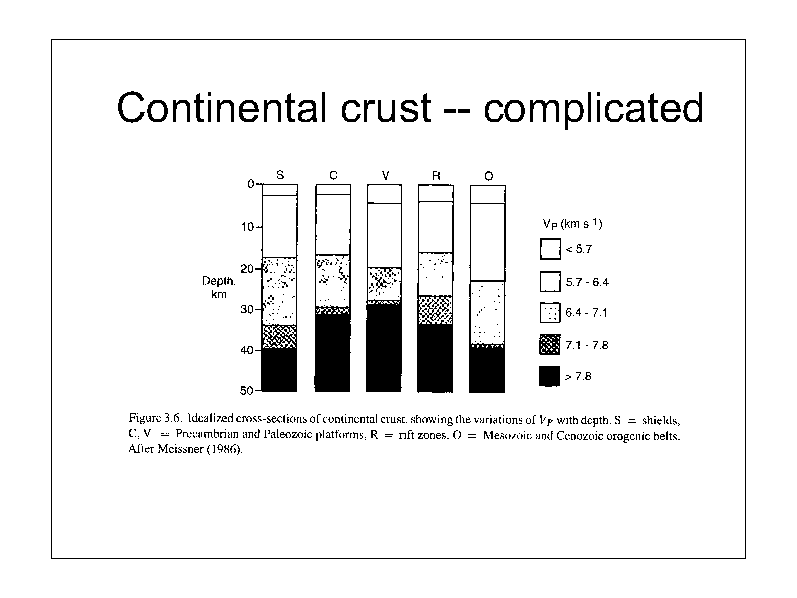 Continental crust -- complicated
S C V R O
0
10
20
30
40
50
Depth.
km
VP (km s-1)
< 5.7
5.7 - 6.4
6.4 - 7.1
7.1 - 7.8
> 7.8
Figure 3.6. Idealized cross-sections of continental crust, showing the variations of VP with depth. S = shields,
C, V = Precambrian and Paleozoic platforms, R = rift zones, O = Mesozoic and Cenozoic orogenic belts.
After Meissner (1986).